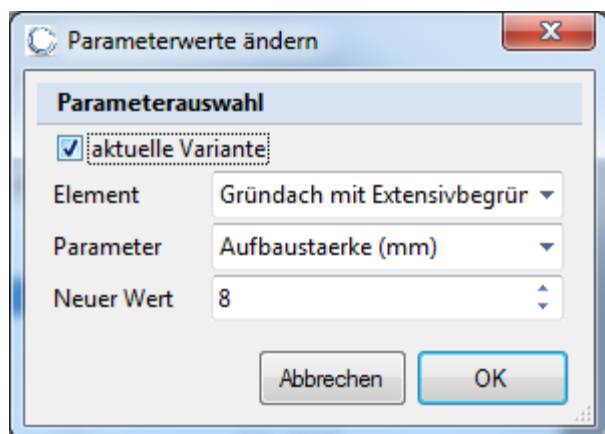 Parameterwerte ändern
Parameterauswahl
aktuelle Variante
Element Gründach mit Extensivbegrür
Parameter Aufbaustaerke (mm)
Neuer Wert 8
Abbrechen OK